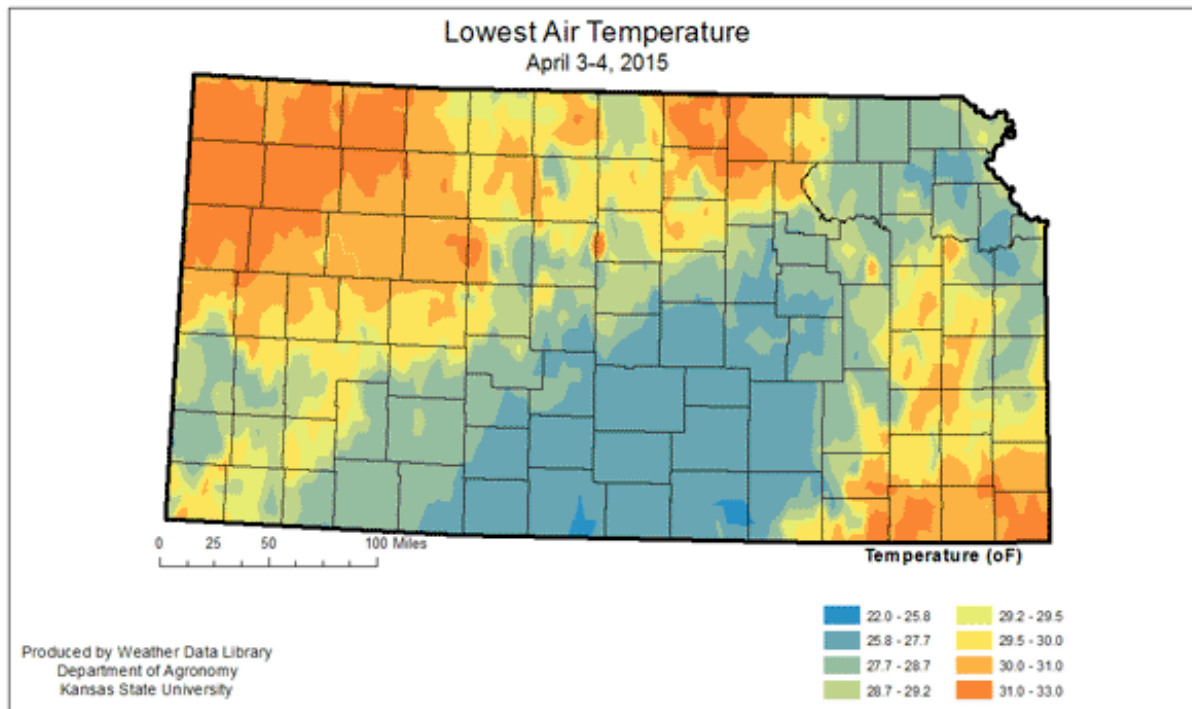 Lowest Air Temperature
April 3-4, 2015
0 25 50 100 Miles
Temperature (oF)
22.0 - 25.8
25.8 - 27.7
27.7 - 28.7
28.7 - 29.2
29.2 - 29.5
29.5 - 30.0
30.0 - 31.0
31.0 - 33.0
Produced by Weather Data Library
Department of Agronomy
Kansas State University